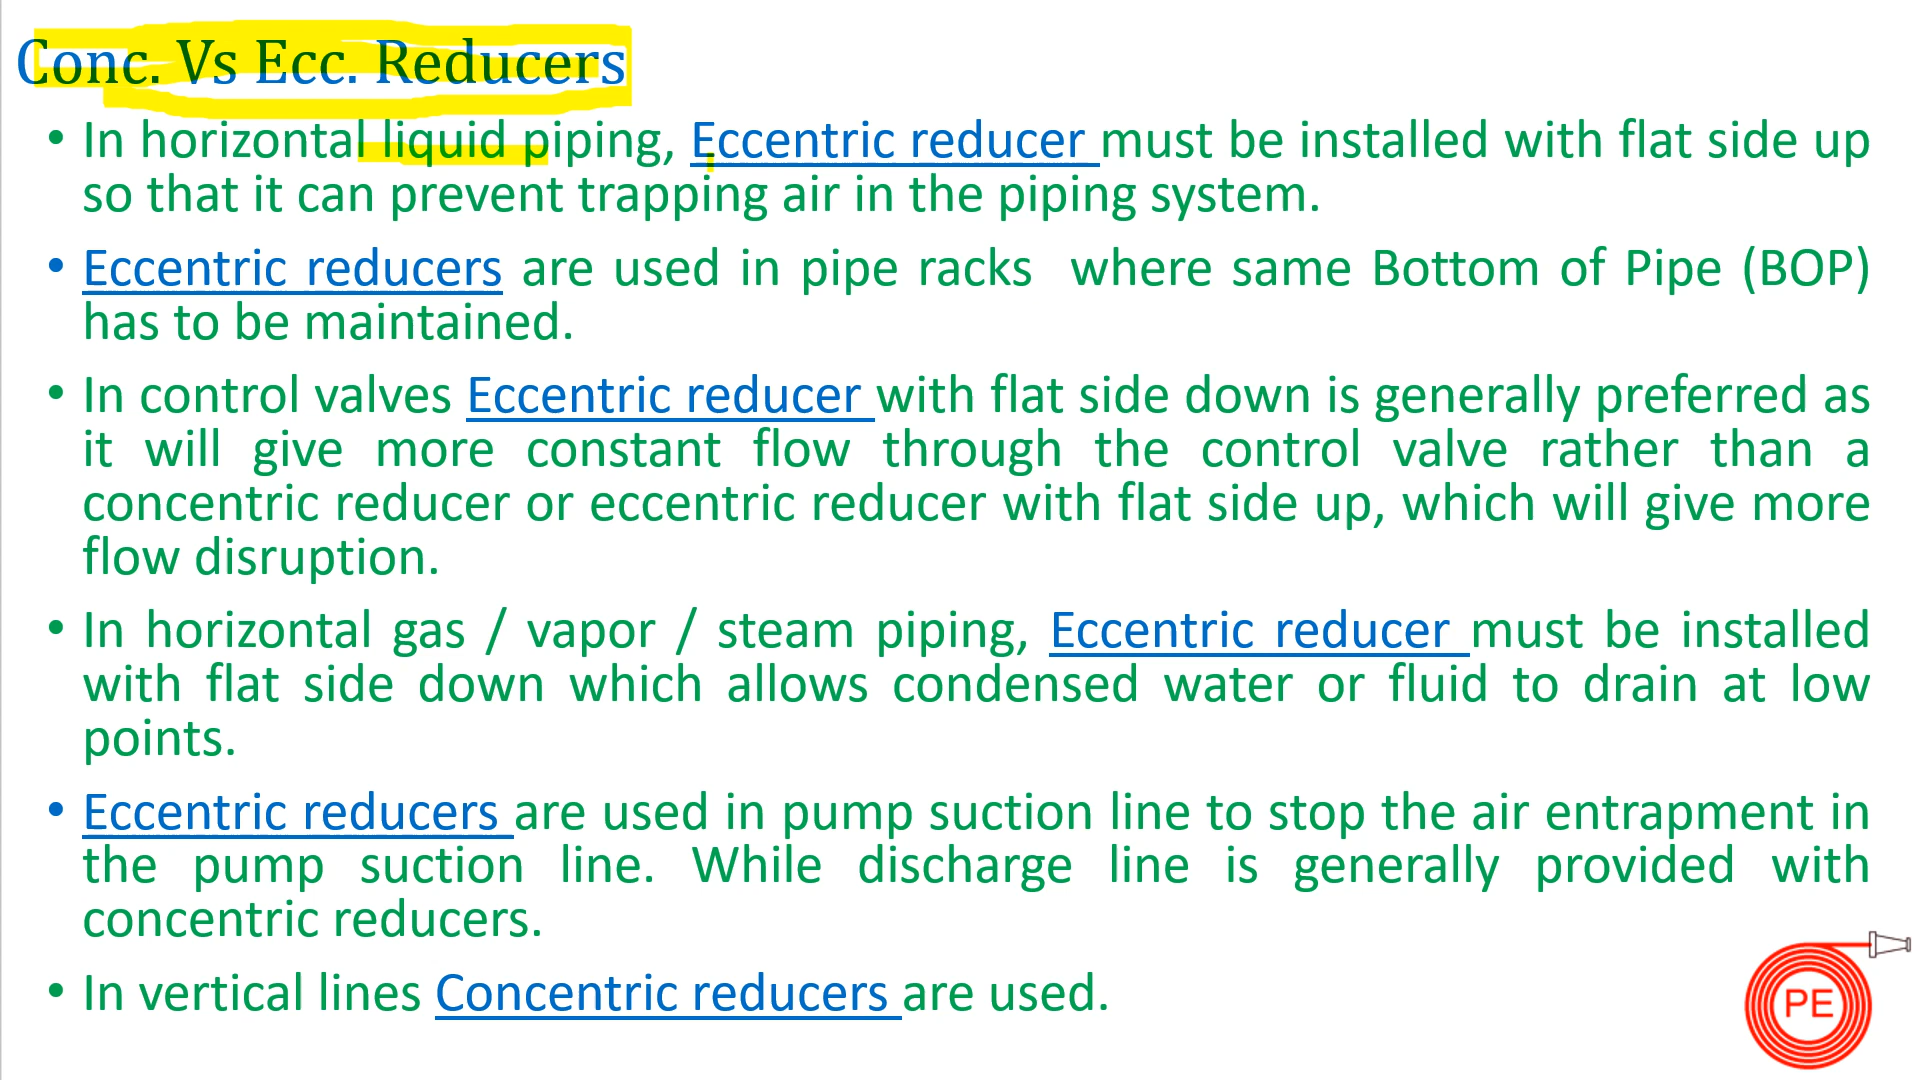 Conc. Vs Ecc. Reducers
• In horizontal liquid piping, Eccentric reducer must be installed with flat side up
so that it can prevent trapping air in the piping system.
• Eccentric reducers are used in pipe racks where same Bottom of Pipe (BOP)
has to be maintained.
• In control valves Eccentric reducer with flat side down is generally preferred as
it will give more constant flow through the control valve rather than a
concentric reducer or eccentric reducer with flat side up, which will give more
flow disruption.
• In horizontal gas / vapor / steam piping, Eccentric reducer must be installed
with flat side down which allows condensed water or fluid to drain at low
points.
• Eccentric reducers are used in pump suction line to stop the air entrapment in
the pump suction line. While discharge line is generally provided with
concentric reducers.
• In vertical lines Concentric reducers are used.
PE